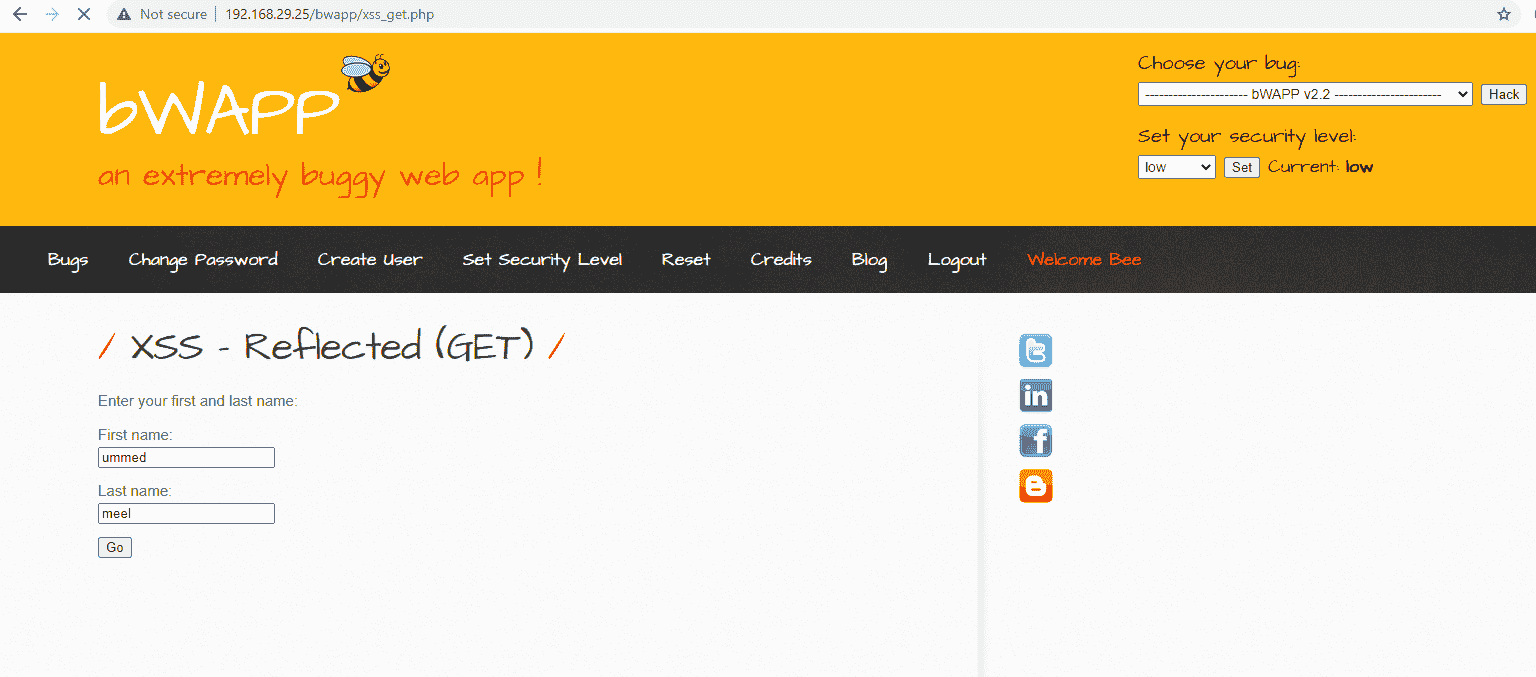 Not secure | 192.168.29.25/bwapp/xss_get.php
bWAPP
an extremely buggy web app !
Choose your bug:
---------------------- bWAPP v2.2 ----------------------- Hack
Set your security level:
low Set Current: low
Bugs Change Password Create User Set Security Level Reset Credits Blog Logout Welcome Bee
/ XSS - Reflected (GET) /
Enter your first and last name:
First name:
ummed
Last name:
meel
Go